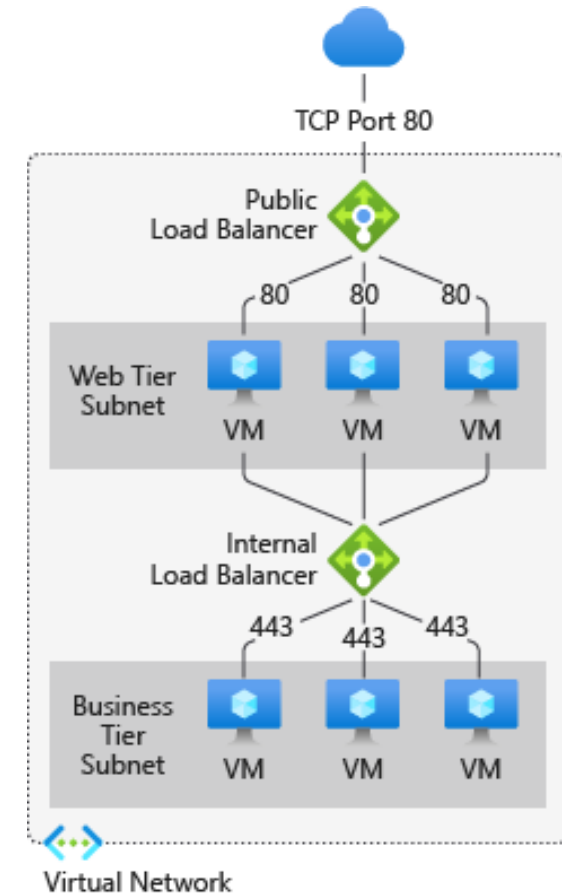 TCP Port 80
Public
Load Balancer
80 80 80
Web Tier
Subnet
VM VM VM
Internal
Load Balancer
443 443 443
Business
Tier
Subnet
VM VM VM
Virtual Network